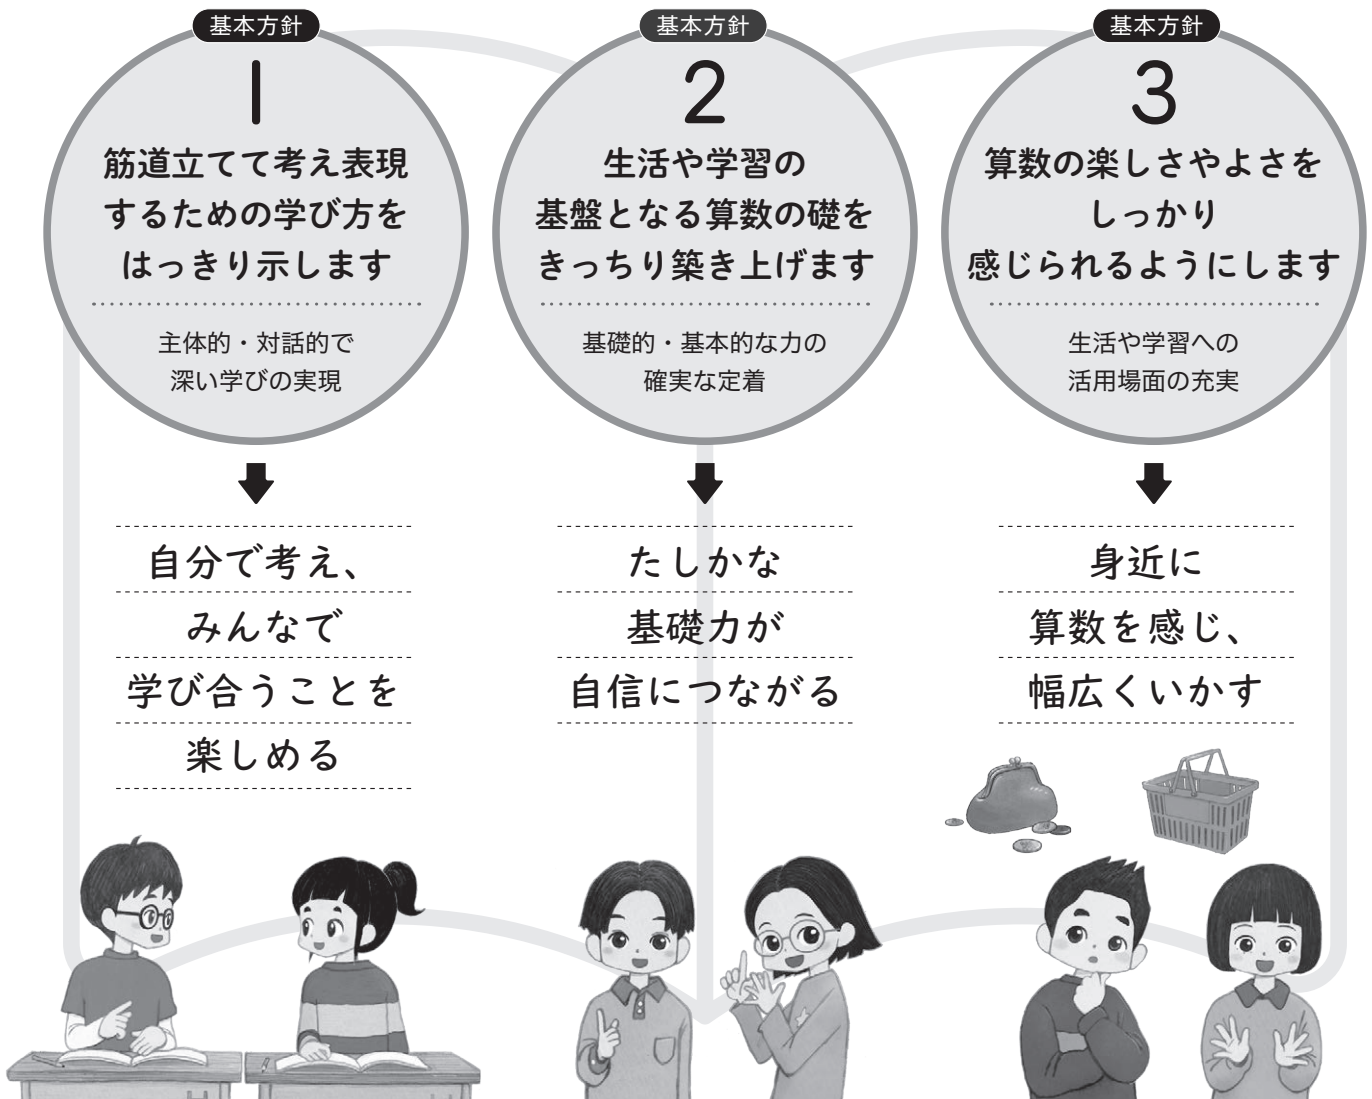 基本方針
1
筋道立てて考え表現
するための学び方を
はっきり示します
主体的・対話的で
深い学びの実現
自分で考え、
みんなで
学び合うことを
楽しめる
基本方針
2
生活や学習の
基盤となる算数の礎を
きっちり築き上げます
基礎的・基本的な力の
確実な定着
たしかな
基礎力が
自信につながる
基本方針
3
算数の楽しさやよさを
しっかり
感じられるようにします
生活や学習への
活用場面の充実
身近に
算数を感じ、
幅広くいかす